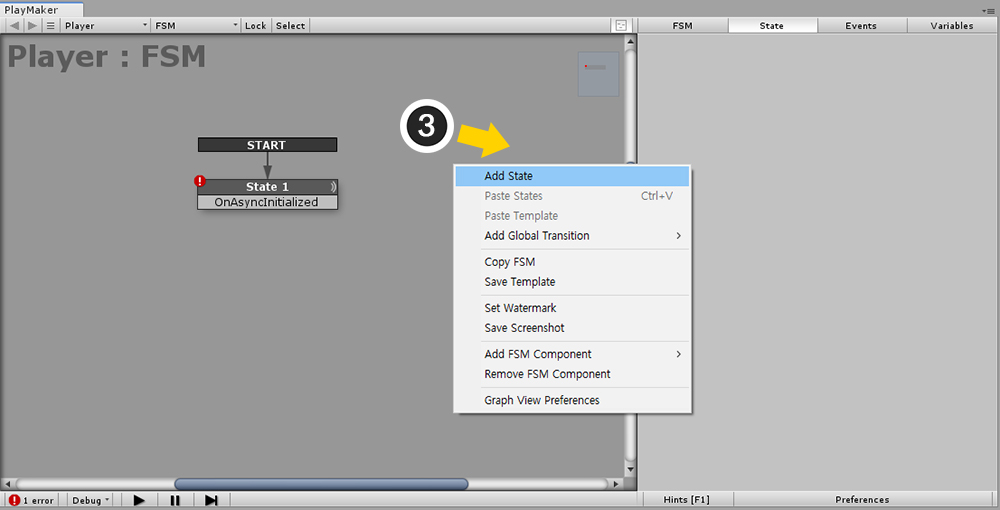 PlayMaker
Player FSM Lock Select FSM State Events Variables
Player : FSM
3
START
State 1
OnAsyncInitialized
Add State
Paste States Ctrl+V
Paste Template
Add Global Transition
Copy FSM
Save Template
Set Watermark
Save Screenshot
Add FSM Component
Remove FSM Component
Graph View Preferences
1 error Debug Hints [F1] Preferences